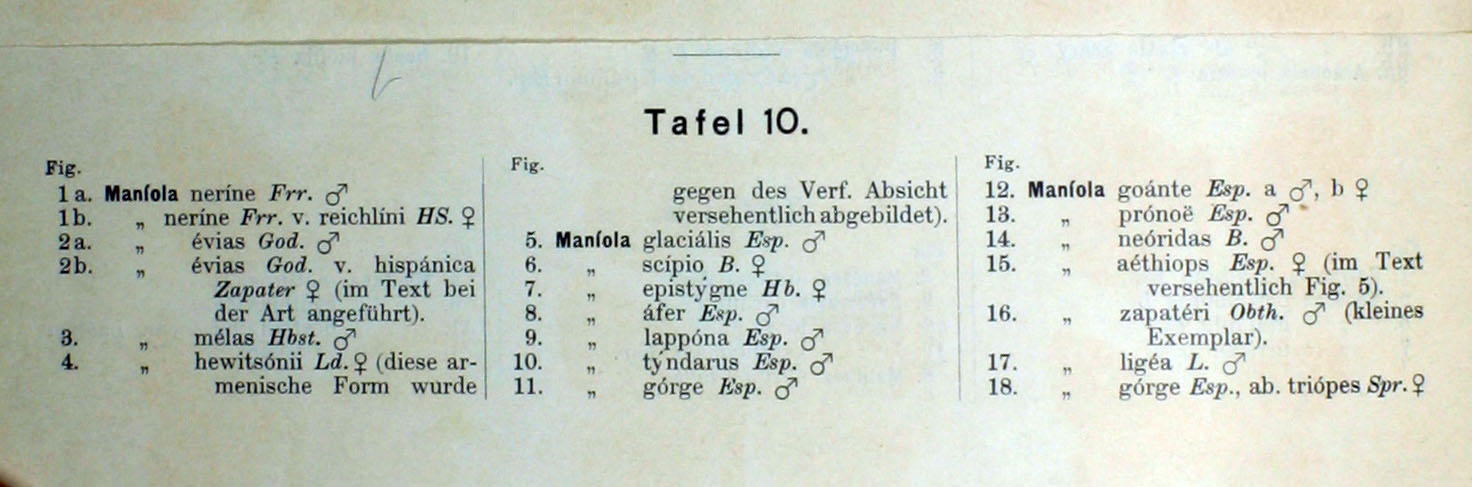 Tafel 10.
Fig.
1 a. Maníola neríne Frr. ♂
1 b. „ neríne Frr. v. reichlíni HS. ♀
2 a. „ évias God. ♂
2 b. „ évias God. v. hispánica
Zapater ♀ (im Text bei
der Art angeführt).
3. „ mélas Hbst. ♂
4. „ hewitsónii Ld. ♀ (diese ar-
menische Form wurde
Fig.
gegen des Verf. Absicht
versehentlich abgebildet).
5. Maníola glaciális Esp. ♂
6. „ scípio B. ♀
7. „ epistýgne Hb. ♀
8. „ áfer Esp. ♂
9. „ lappóna Esp. ♂
10. „ týndarus Esp. ♂
11. „ górge Esp. ♂
Fig.
12. Maníola goánte Esp. a ♂, b ♀
13. „ prónoë Esp. ♂
14. „ neóridas B. ♂
15. „ aéthiops Esp. ♀ (im Text
versehentlich Fig. 5).
16. „ zapatéri Obth. ♂ (kleines
Exemplar).
17. „ ligéa L. ♂
18. „ górge Esp., ab. triópes Spr. ♀